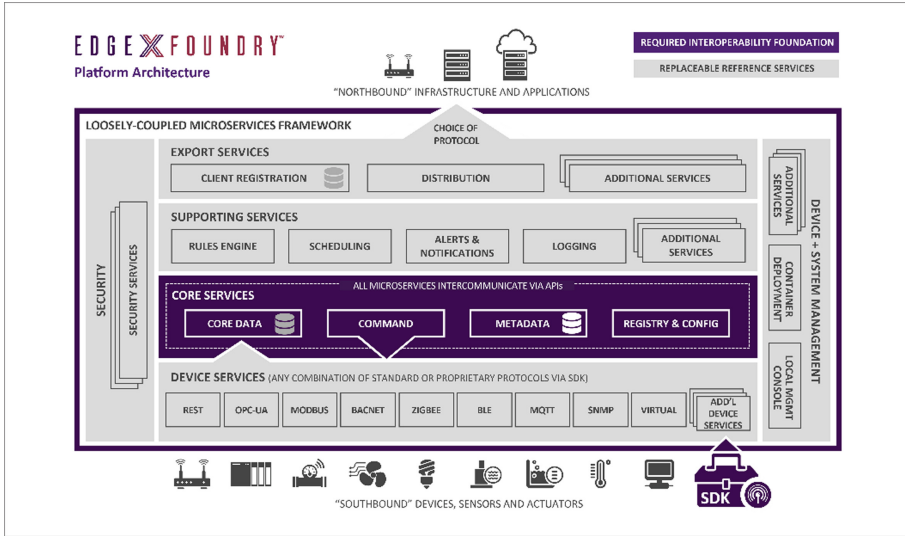 EDGE X FOUNDRY™
Platform Architecture
REQUIRED INTEROPERABILITY FOUNDATION
REPLACEABLE REFERENCE SERVICES
"NORTHBOUND" INFRASTRUCTURE AND APPLICATIONS
LOOSELY-COUPLED MICROSERVICES FRAMEWORK
CHOICE OF
PROTOCOL
SECURITY
SECURITY SERVICES
EXPORT SERVICES
CLIENT REGISTRATION
DISTRIBUTION
ADDITIONAL SERVICES
SUPPORTING SERVICES
RULES ENGINE
SCHEDULING
ALERTS &
NOTIFICATIONS
LOGGING
ADDITIONAL
SERVICES
ALL MICROSERVICES INTERCOMMUNICATE VIA APIs
CORE SERVICES
CORE DATA
COMMAND
METADATA
REGISTRY & CONFIG
DEVICE SERVICES (ANY COMBINATION OF STANDARD OR PROPRIETARY PROTOCOLS VIA SDK)
REST
OPC-UA
MODBUS
BACNET
ZIGBEE
BLE
MQTT
SNMP
VIRTUAL
ADD'L
DEVICE
SERVICES
ADDITIONAL
SERVICES
CONTAINER
DEPLOYMENT
LOCAL MGMT
CONSOLE
DEVICE + SYSTEM MANAGEMENT
"SOUTHBOUND" DEVICES, SENSORS AND ACTUATORS
SDK